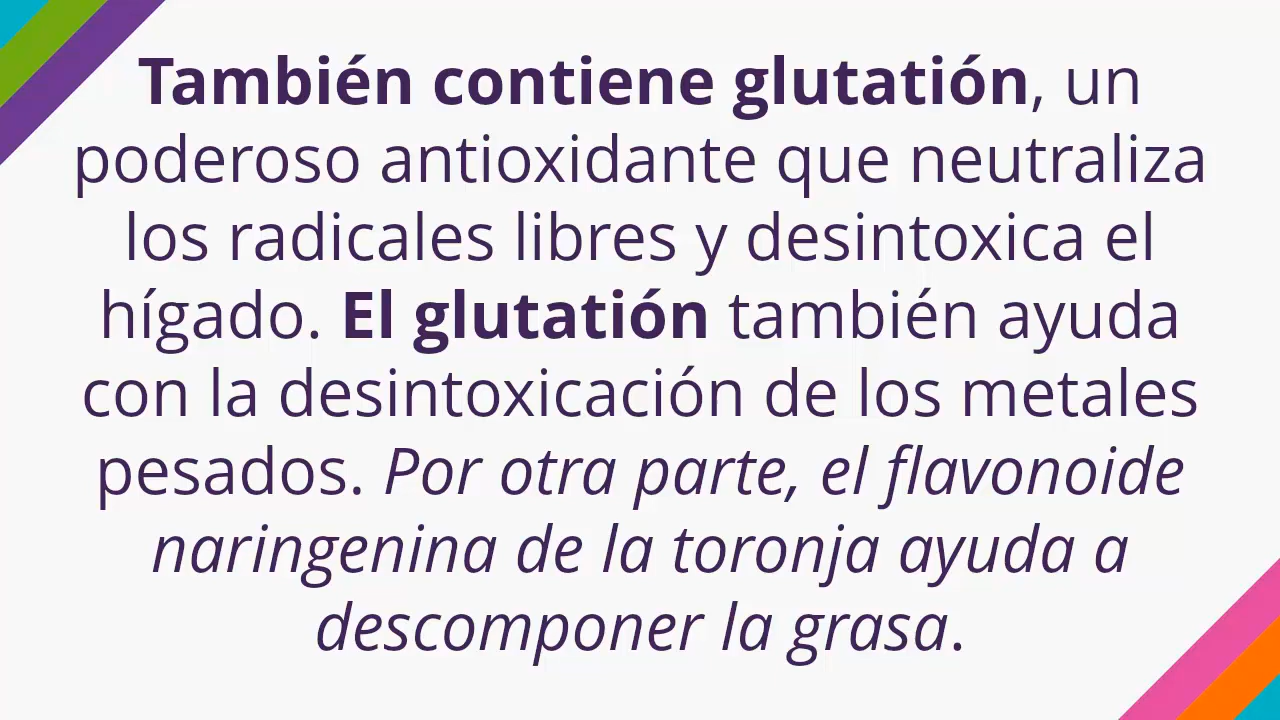 También contiene glutatión, un
poderoso antioxidante que neutraliza
los radicales libres y desintoxica el
hígado. El glutatión también ayuda
con la desintoxicación de los metales
pesados. Por otra parte, el flavonoide
naringenina de la toronja ayuda a
descomponer la grasa.